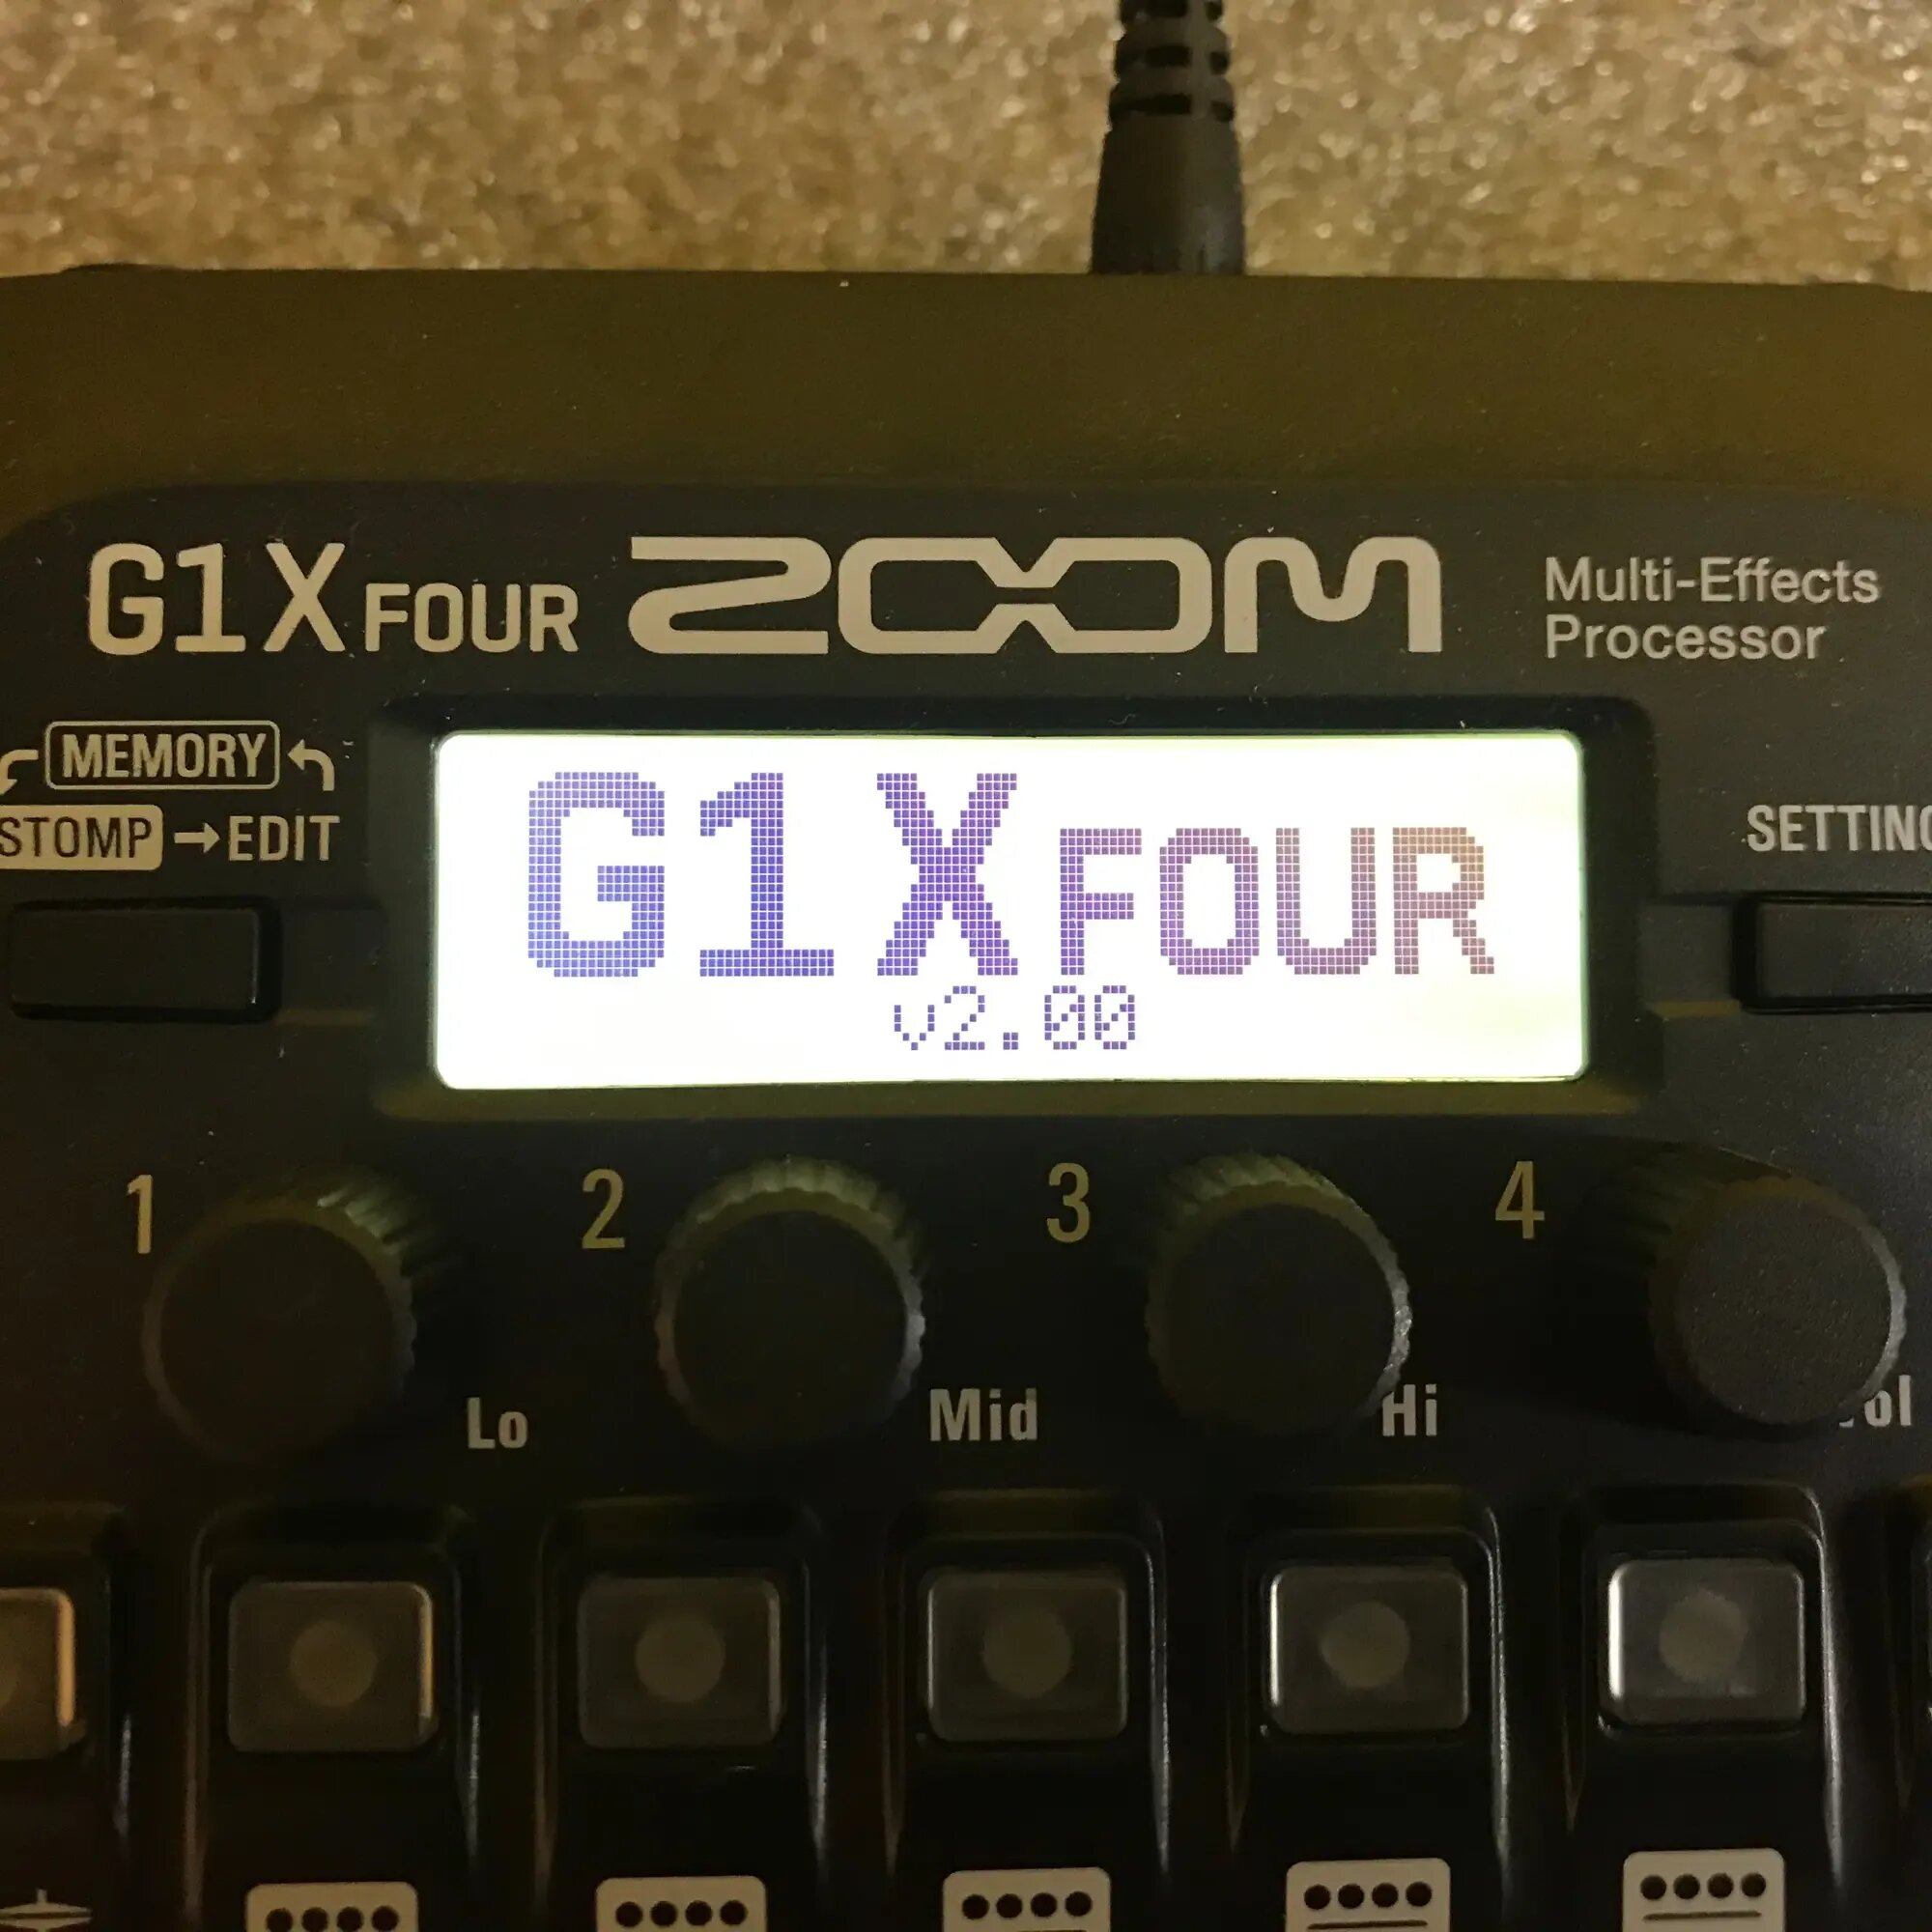 G1X FOUR ZOOM Multi-Effects
Processor
MEMORY
STOMP → EDIT
G1X FOUR
v2.00
1 2 3 4
Lo Mid Hi